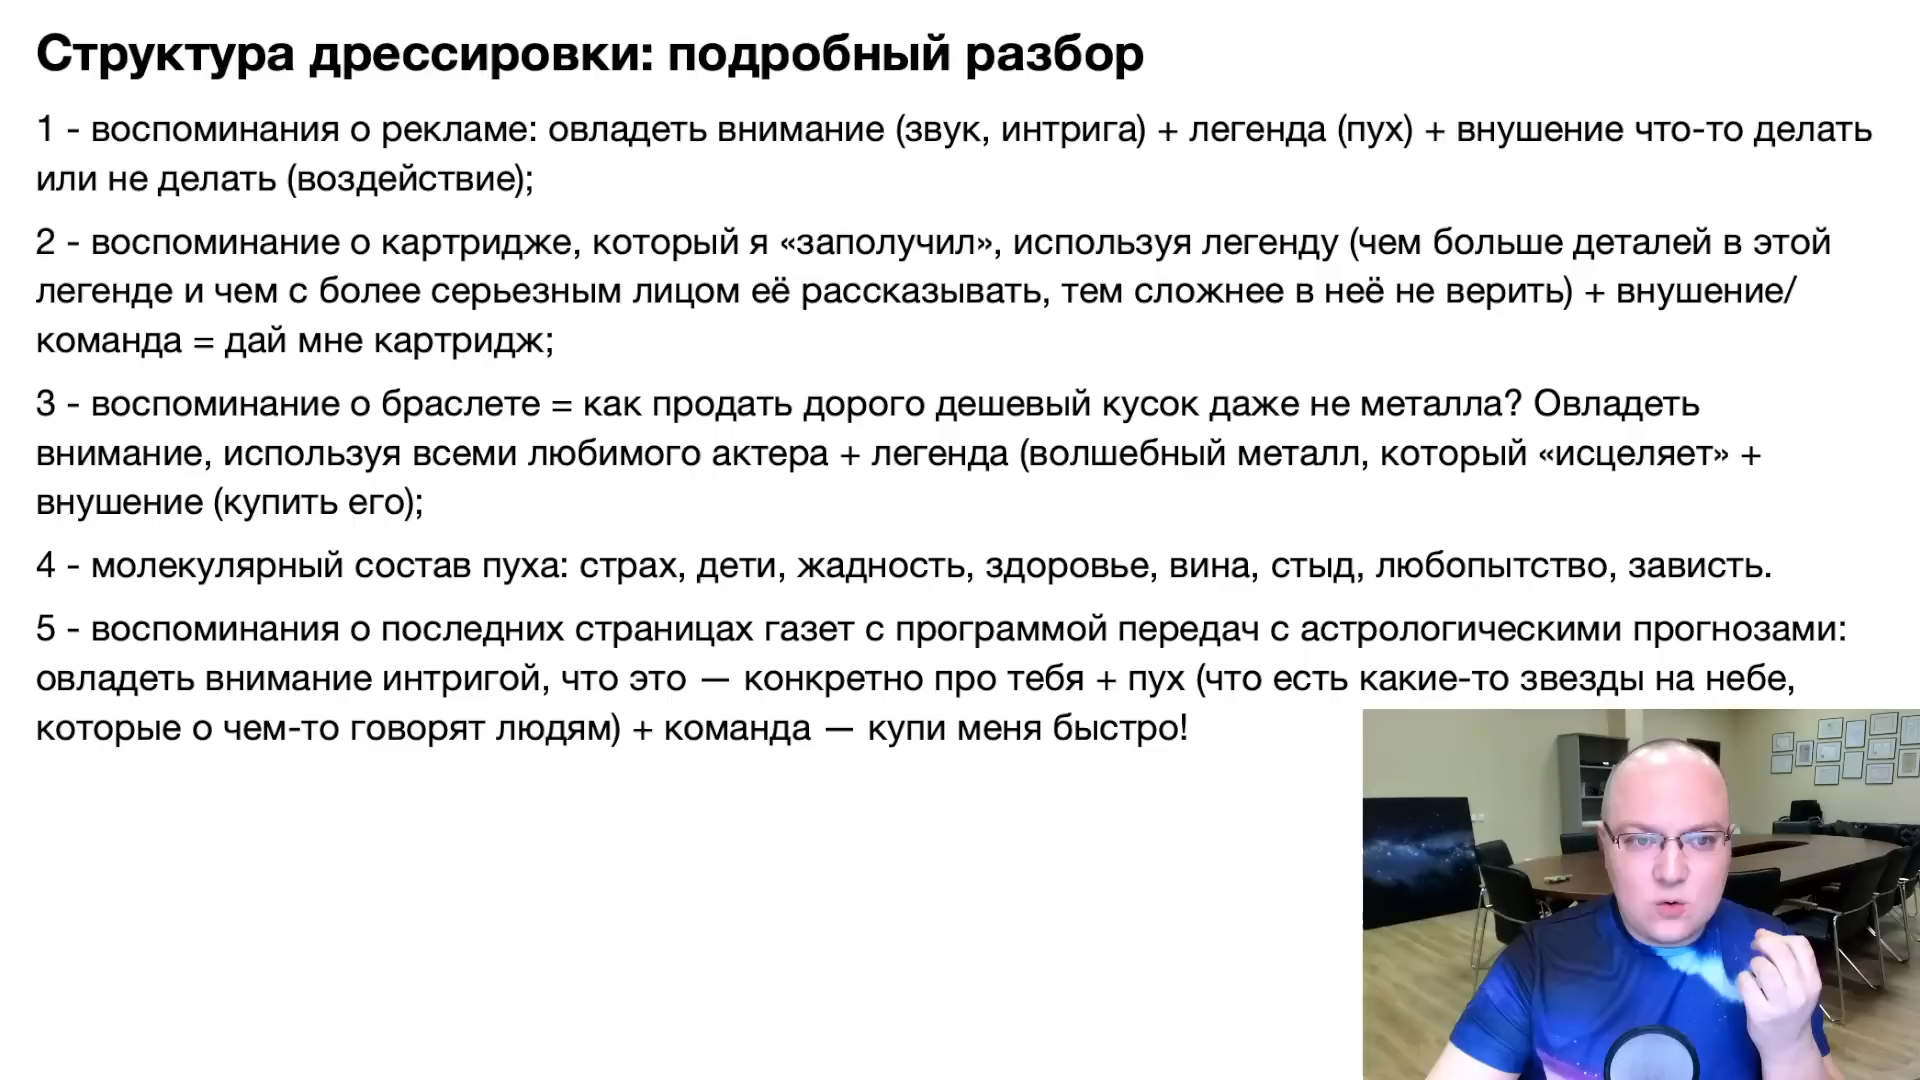 Структура дрессировки: подробный разбор
1 - воспоминания о рекламе: овладеть внимание (звук, интрига) + легенда (пух) + внушение что-то делать
или не делать (воздействие);
2 - воспоминание о картридже, который я «заполучил», используя легенду (чем больше деталей в этой
легенде и чем с более серьезным лицом её рассказывать, тем сложнее в неё не верить) + внушение/
команда = дай мне картридж;
3 - воспоминание о браслете = как продать дорого дешевый кусок даже не металла? Овладеть
внимание, используя всеми любимого актера + легенда (волшебный металл, который «исцеляет» +
внушение (купить его);
4 - молекулярный состав пуха: страх, дети, жадность, здоровье, вина, стыд, любопытство, зависть.
5 - воспоминания о последних страницах газет с программой передач с астрологическими прогнозами:
овладеть внимание интригой, что это — конкретно про тебя + пух (что есть какие-то звезды на небе,
которые о чем-то говорят людям) + команда — купи меня быстро!